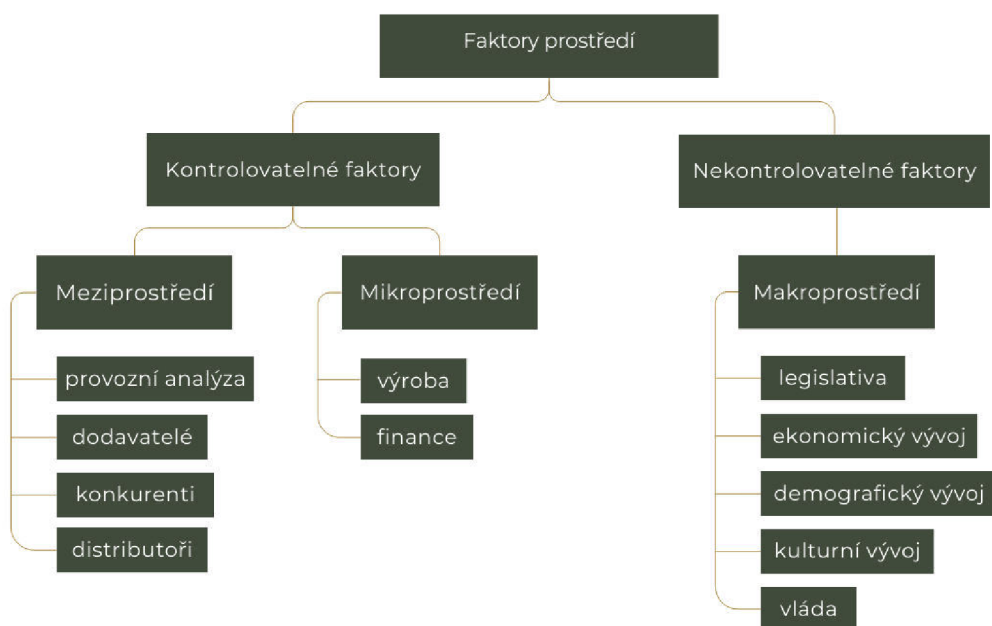 Faktory prostředí
Kontrolovatelné faktory
Nekontrolovatelné faktory
Meziprostředí
Mikroprostředí
Makroprostředí
provozní analýza
dodavatelé
konkurenti
distributoři
výroba
finance
legislativa
ekonomický vývoj
demografický vývoj
kulturní vývoj
vláda